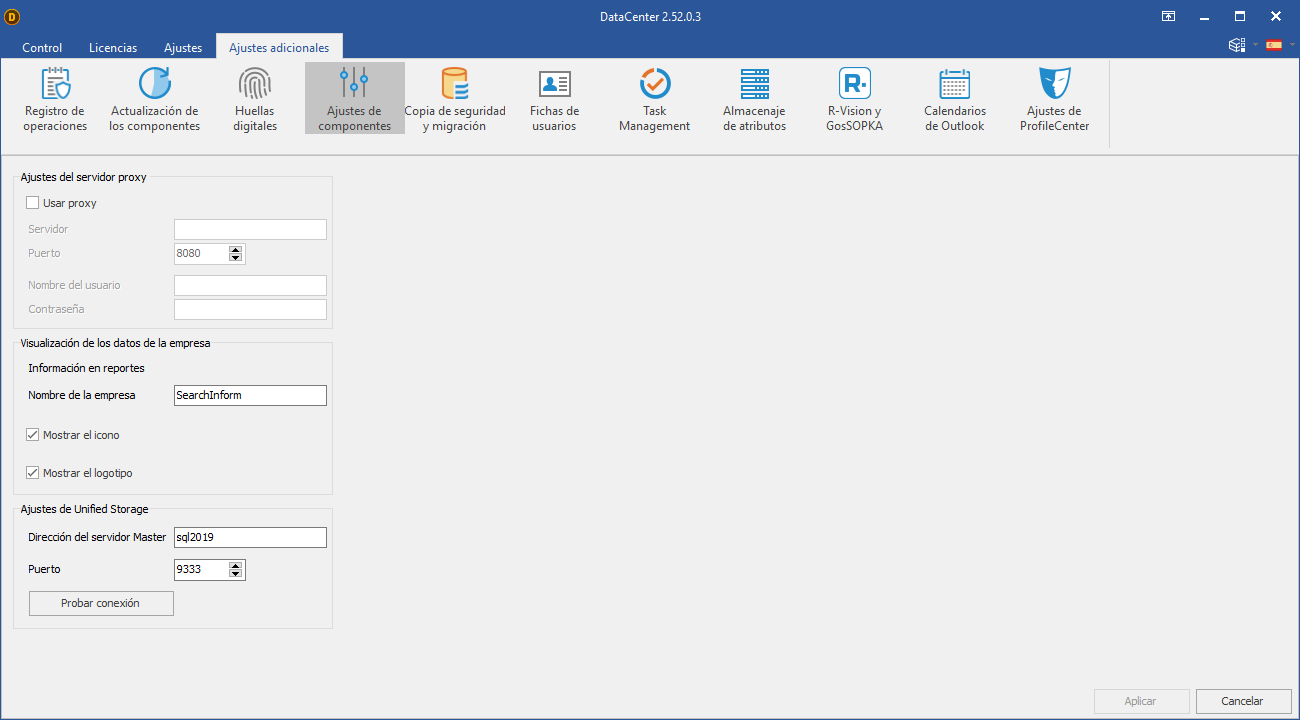 DataCenter 2.52.0.3
Control
Licencias
Ajustes
Ajustes adicionales
Registro de
operaciones
Actualización de
los componentes
Huellas
digitales
Ajustes de
componentes
Copia de seguridad
y migración
Fichas de
usuarios
Task
Management
Almacenaje
de atributos
R-Vision y
GosSOPKA
Calendarios
de Outlook
Ajustes de
ProfileCenter
Ajustes del servidor proxy
Usar proxy
Servidor
Puerto
8080
Nombre del usuario
Contraseña
Visualización de los datos de la empresa
Información en reportes
Nombre de la empresa
SearchInform
Mostrar el icono
Mostrar el logotipo
Ajustes de Unified Storage
Dirección del servidor Master
sql2019
Puerto
9333
Probar conexión
Aplicar
Cancelar